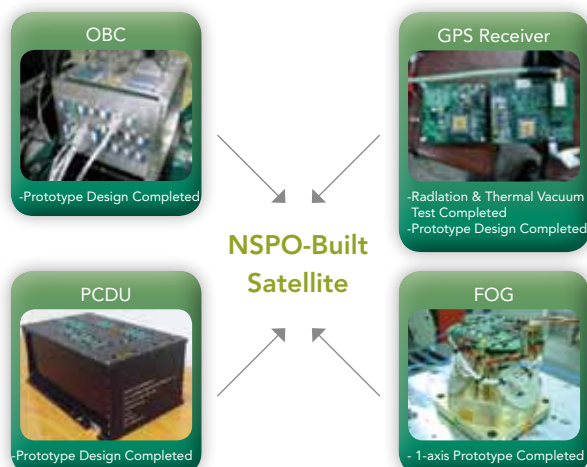 OBC
-Prototype Design Completed
GPS Receiver
-Radiation & Thermal Vacuum
Test Completed
-Prototype Design Completed
NSPO-Built
Satellite
PCDU
-Prototype Design Completed
FOG
- 1-axis Prototype Completed